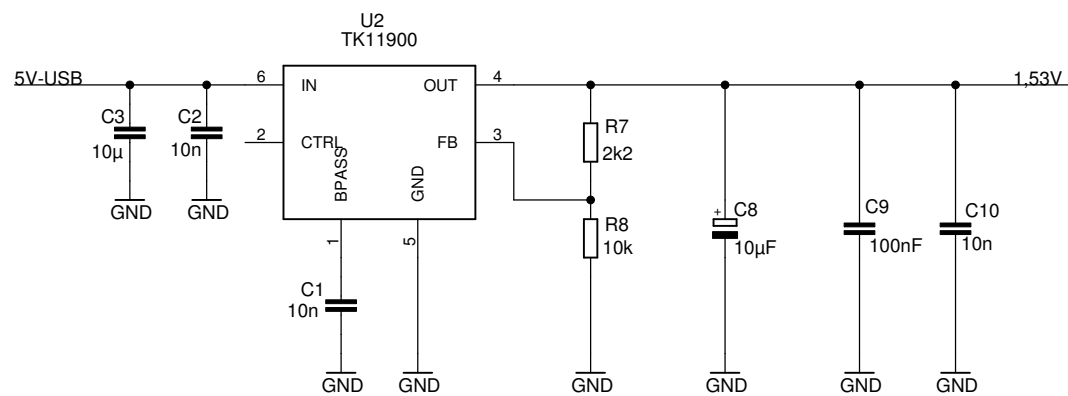 U2
TK11900
5V-USB
6
IN
OUT
4
1,53V
C3
10µ
C2
10n
2
CTRL
FB
3
R7
2k2
BPASS
GND
GND
GND
1
5
R8
10k
+
C8
10µF
C9
100nF
C10
10n
C1
10n
GND
GND
GND
GND
GND
GND